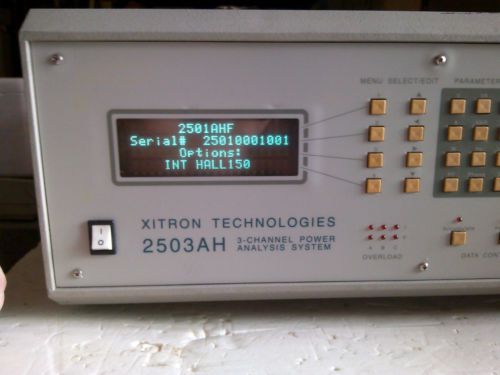 2501AHF
Serial# 25010001001
Options:
INT HALL150
MENU SELECT/EDIT
PARAMETER
XITRON TECHNOLOGIES
2503AH 3-CHANNEL POWER
ANALYSIS SYSTEM
A B C
OVERLOAD
DATA CONT
I
O